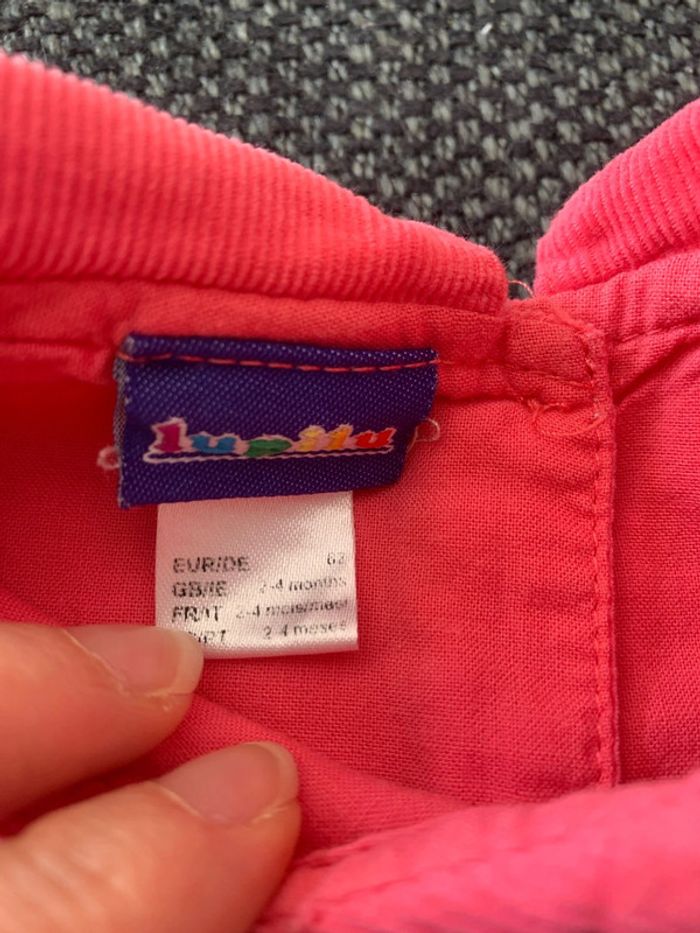 lupilu
EUR/DE 62
GB/IE 2-4 months
FR/IT 2-4 mois/mesi
2-4 meses